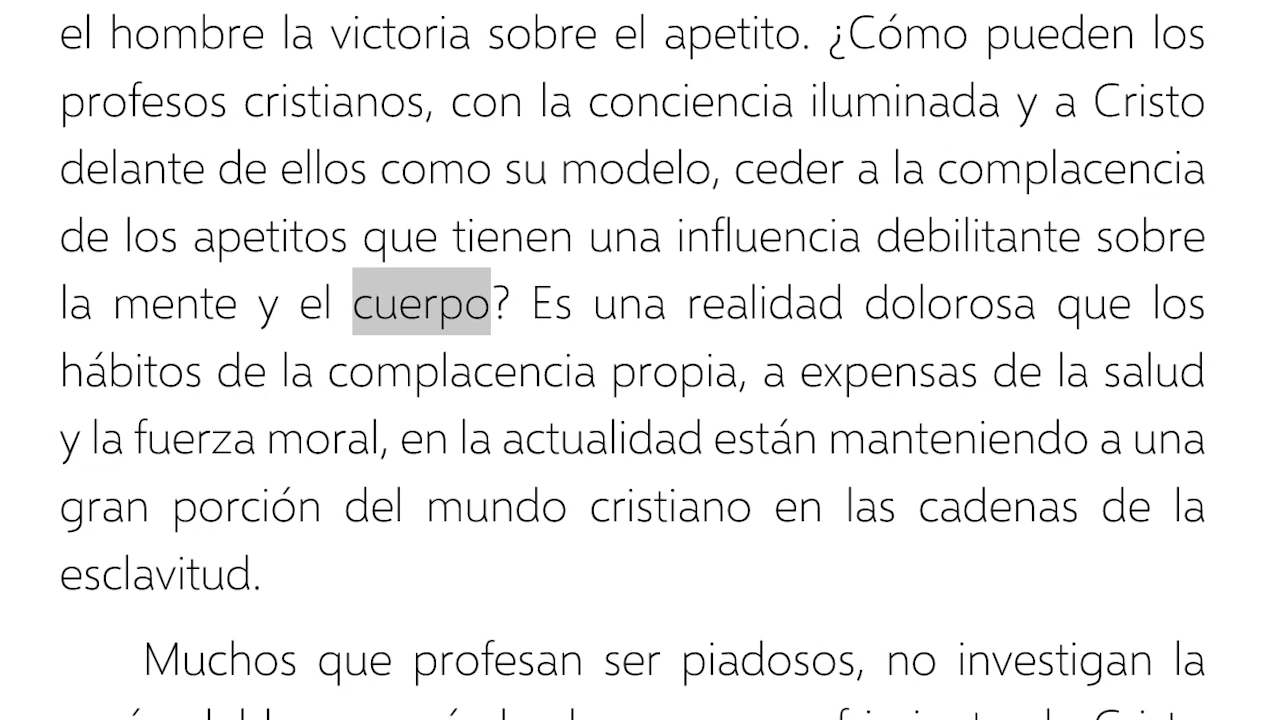 el hombre la victoria sobre el apetito. ¿Cómo pueden los
profesos cristianos, con la conciencia iluminada y a Cristo
delante de ellos como su modelo, ceder a la complacencia
de los apetitos que tienen una influencia debilitante sobre
la mente y el cuerpo? Es una realidad dolorosa que los
hábitos de la complacencia propia, a expensas de la salud
y la fuerza moral, en la actualidad están manteniendo a una
gran porción del mundo cristiano en las cadenas de la
esclavitud.
Muchos que profesan ser piadosos, no investigan la